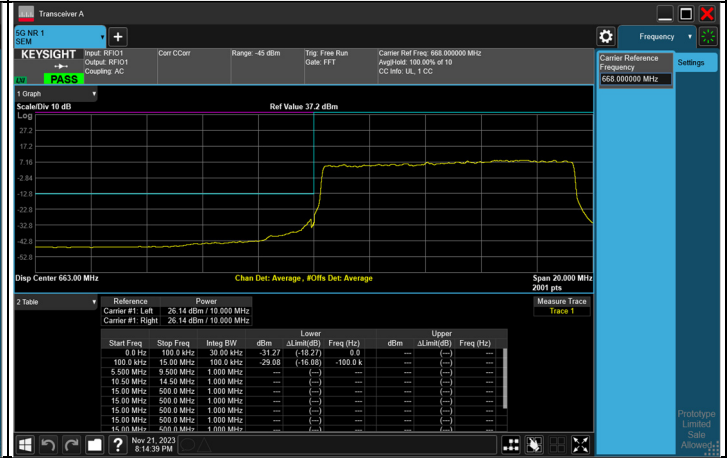 Transceiver A
5G NR 1
SEM
Frequency
KEYSIGHT
LXI
PASS
Input: RFIO1
Output: RFIO1
Coupling: AC
Corr CCorr
Range: -45 dBm
Trig: Free Run
Gate: FFT
Carrier Ref Freq: 668.000000 MHz
Avg|Hold: 100.00% of 10
CC Info: UL, 1 CC
Carrier Reference
Frequency
668.000000 MHz
Settings
1 Graph
Scale/Div 10 dB
Ref Value 37.2 dBm
Log
27.2
17.2
7.16
-2.84
-12.8
-22.8
-32.8
-42.8
-52.8
Disp Center 663.00 MHz
Chan Det: Average , #Offs Det: Average
Span 20.000 MHz
2001 pts
2 Table
Reference Power
Carrier #1: Left 26.14 dBm / 10.000 MHz
Carrier #1: Right 26.14 dBm / 10.000 MHz
Measure Trace
Trace 1
Lower Upper
Start Freq Stop Freq Integ BW dBm ΔLimit(dB) Freq (Hz) dBm ΔLimit(dB) Freq (Hz)
0.0 Hz 100.0 kHz 30.00 kHz -31.27 (-18.27) 0.0 --- (---) ---
100.0 kHz 15.00 MHz 100.0 kHz -29.08 (-16.08) -100.0 k --- (---) ---
5.500 MHz 9.500 MHz 1.000 MHz --- (---) --- --- (---) ---
10.50 MHz 14.50 MHz 1.000 MHz --- (---) --- --- (---) ---
15.00 MHz 500.0 MHz 1.000 MHz --- (---) --- --- (---) ---
15.00 MHz 500.0 MHz 1.000 MHz --- (---) --- --- (---) ---
15.00 MHz 500.0 MHz 1.000 MHz --- (---) --- --- (---) ---
15.00 MHz 500.0 MHz 1.000 MHz --- (---) --- --- (---) ---
15.00 MHz 500.0 MHz 1.000 MHz --- (---) --- --- (---) ---
Nov 21, 2023
8:14:39 PM
Prototype
Limited
Sale
Allowed